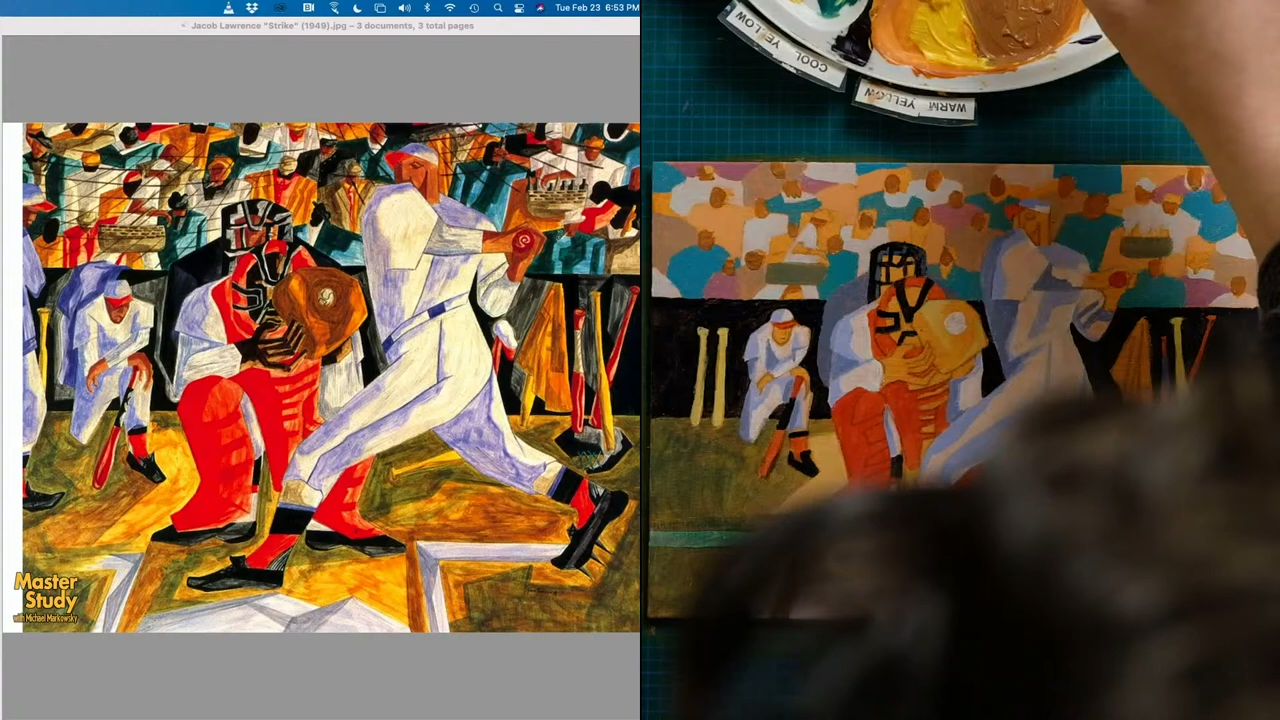 Tue Feb 23 6:53 PM
Jacob Lawrence "Strike" (1949).jpg – 3 documents, 3 total pages
COOL YELLOW
WARM YELLOW
Master
Study
with Michael Markowsky